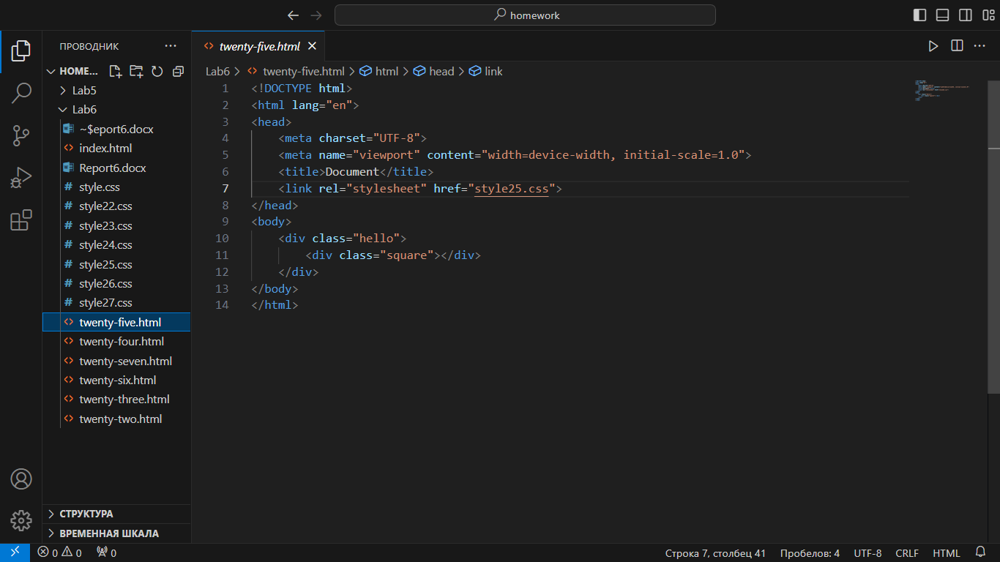 homework
ПРОВОДНИК
HOME...
Lab5
Lab6
~$eport6.docx
index.html
Report6.docx
style.css
style22.css
style23.css
style24.css
style25.css
style26.css
style27.css
twenty-five.html
twenty-four.html
twenty-seven.html
twenty-six.html
twenty-three.html
twenty-two.html
СТРУКТУРА
ВРЕМЕННАЯ ШКАЛА
twenty-five.html
Lab6 > twenty-five.html > html > head > link
1 <!DOCTYPE html>
2 <html lang="en">
3 <head>
4 <meta charset="UTF-8">
5 <meta name="viewport" content="width=device-width, initial-scale=1.0">
6 <title>Document</title>
7 <link rel="stylesheet" href="style25.css">
8 </head>
9 <body>
10 <div class="hello">
11 <div class="square"></div>
12 </div>
13 </body>
14 </html>
0 0 0 Строка 7, столбец 41 Пробелов: 4 UTF-8 CRLF HTML